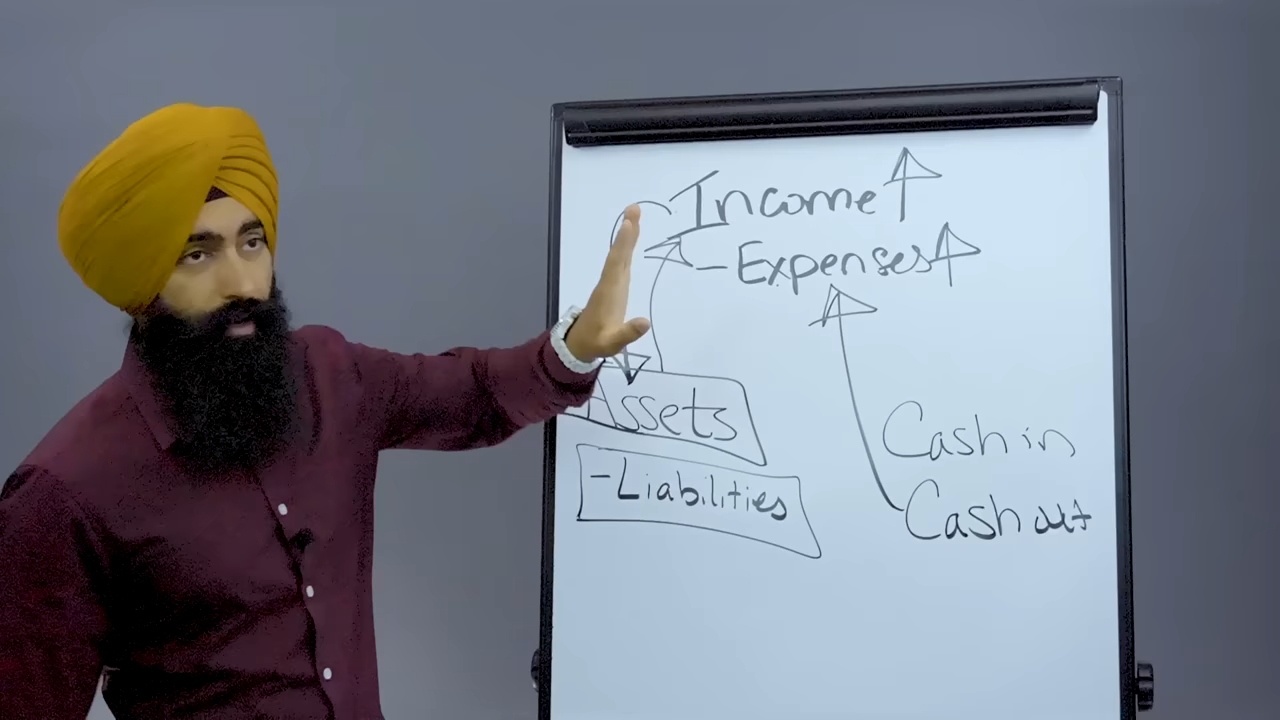 Income
- Expenses
Assets
- Liabilities
Cash in
Cash out